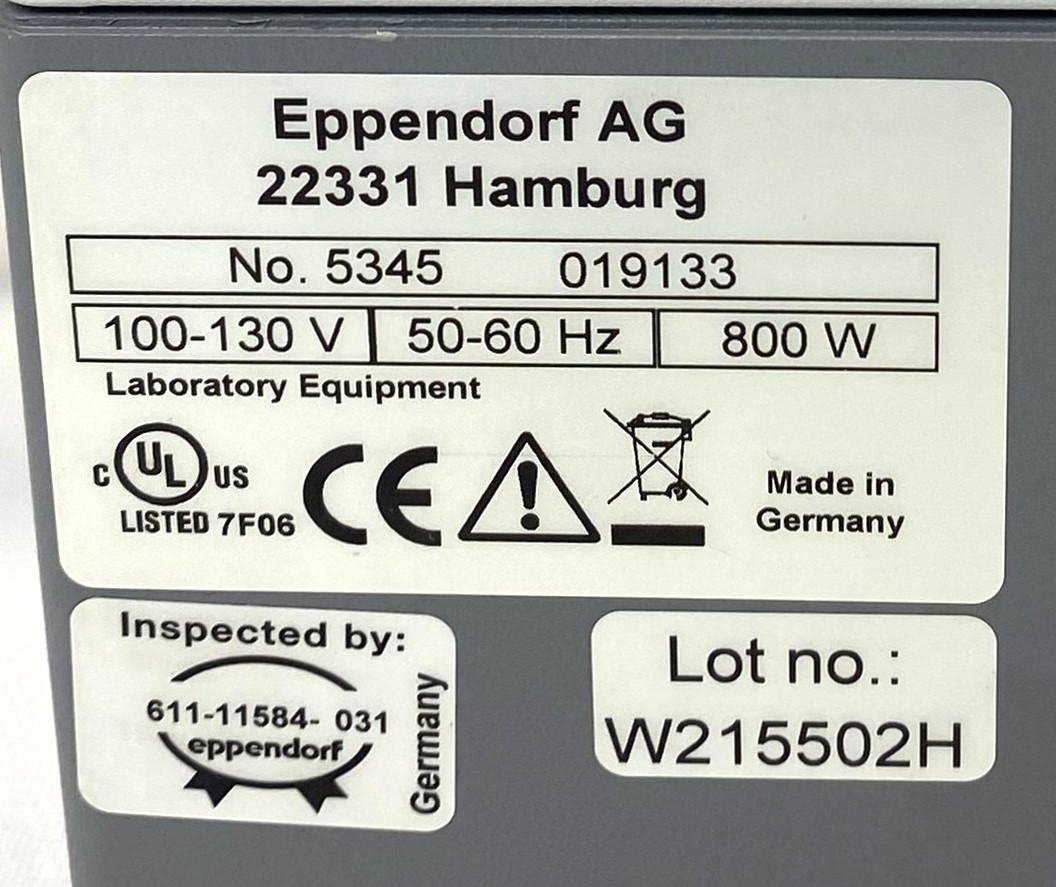 Eppendorf AG
22331 Hamburg
No. 5345 019133
100-130 V 50-60 Hz 800 W
Laboratory Equipment
C UL US
LISTED 7F06
CE
Made in
Germany
Inspected by:
611-11584- 031
eppendorf
Germany
Lot no.:
W215502H